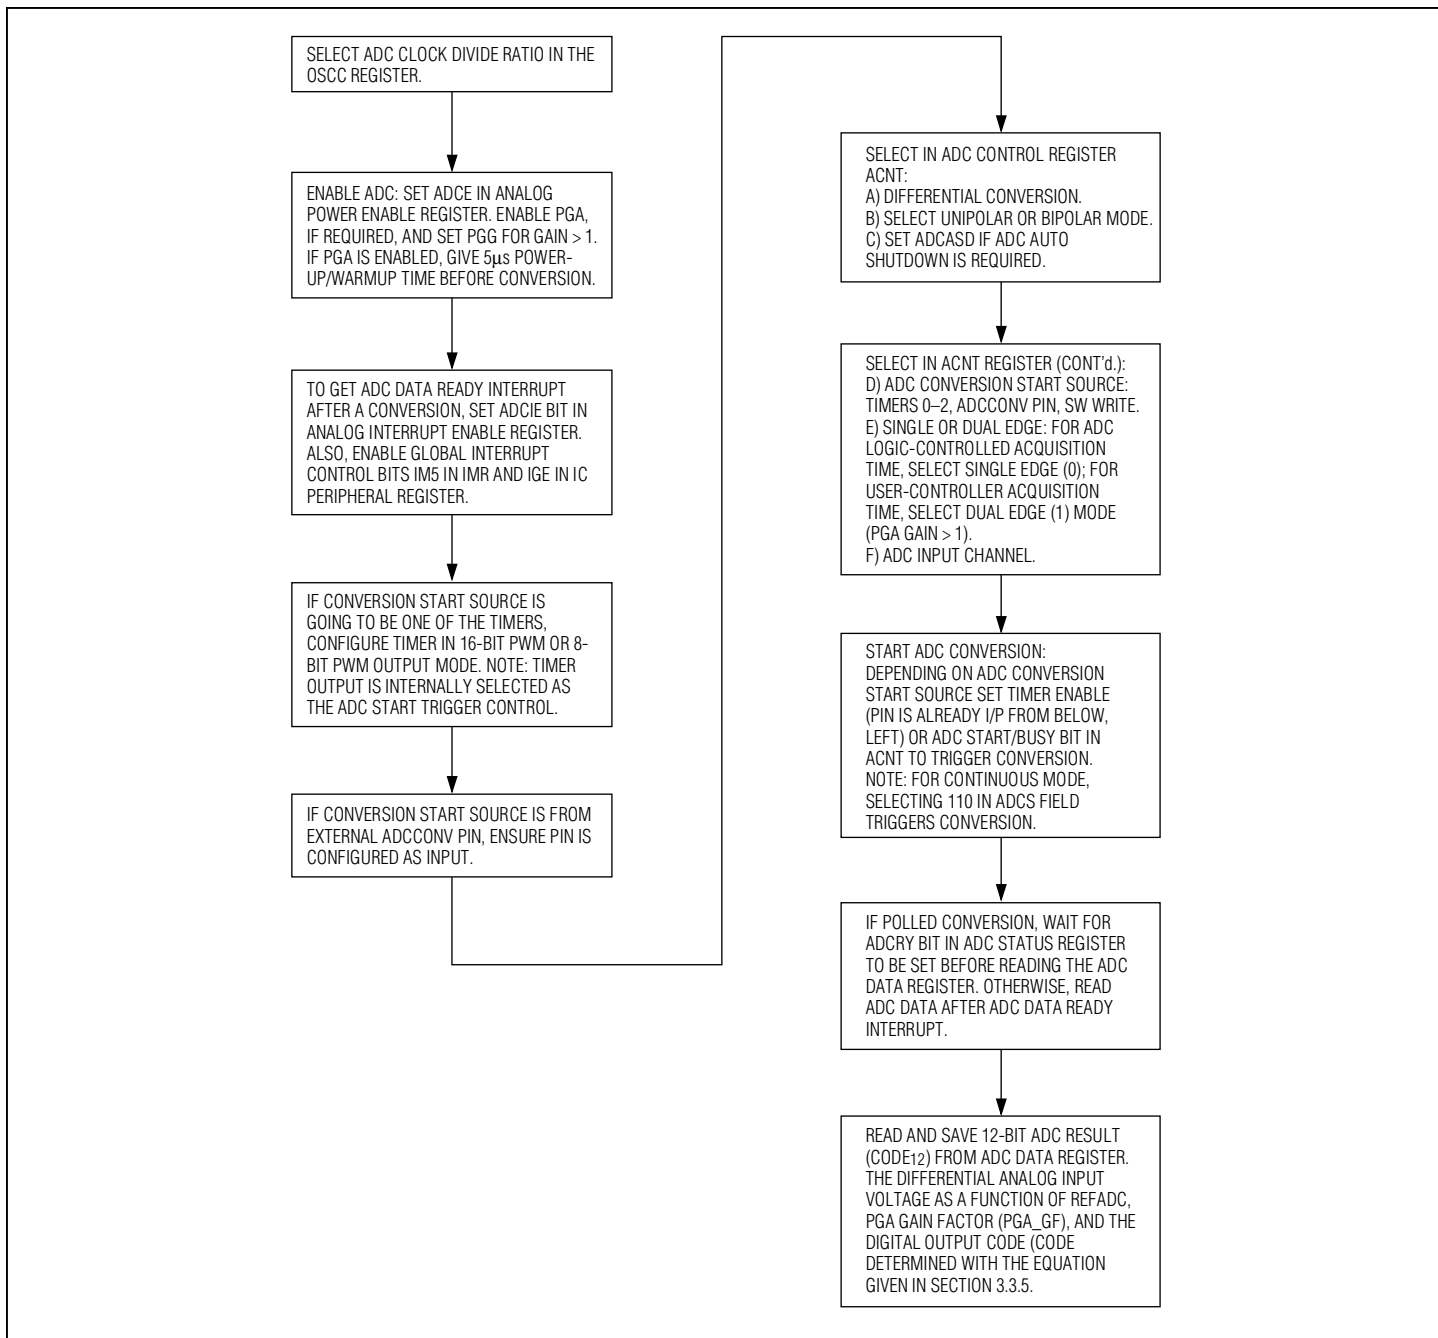 SELECT ADC CLOCK DIVIDE RATIO IN THE
OSCC REGISTER.
ENABLE ADC: SET ADCE IN ANALOG
POWER ENABLE REGISTER. ENABLE PGA,
IF REQUIRED, AND SET PGG FOR GAIN > 1.
IF PGA IS ENABLED, GIVE 5μs POWER-
UP/WARMUP TIME BEFORE CONVERSION.
TO GET ADC DATA READY INTERRUPT
AFTER A CONVERSION, SET ADCIE BIT IN
ANALOG INTERRUPT ENABLE REGISTER.
ALSO, ENABLE GLOBAL INTERRUPT
CONTROL BITS IM5 IN IMR AND IGE IN IC
PERIPHERAL REGISTER.
IF CONVERSION START SOURCE IS
GOING TO BE ONE OF THE TIMERS,
CONFIGURE TIMER IN 16-BIT PWM OR 8-
BIT PWM OUTPUT MODE. NOTE: TIMER
OUTPUT IS INTERNALLY SELECTED AS
THE ADC START TRIGGER CONTROL.
IF CONVERSION START SOURCE IS FROM
EXTERNAL ADCCONV PIN, ENSURE PIN IS
CONFIGURED AS INPUT.
SELECT IN ADC CONTROL REGISTER
ACNT:
A) DIFFERENTIAL CONVERSION.
B) SELECT UNIPOLAR OR BIPOLAR MODE.
C) SET ADCASD IF ADC AUTO
SHUTDOWN IS REQUIRED.
SELECT IN ACNT REGISTER (CONT'd.):
D) ADC CONVERSION START SOURCE:
TIMERS 0–2, ADCCONV PIN, SW WRITE.
E) SINGLE OR DUAL EDGE: FOR ADC
LOGIC-CONTROLLED ACQUISITION
TIME, SELECT SINGLE EDGE (0); FOR
USER-CONTROLLER ACQUISITION
TIME, SELECT DUAL EDGE (1) MODE
(PGA GAIN > 1).
F) ADC INPUT CHANNEL.
START ADC CONVERSION:
DEPENDING ON ADC CONVERSION
START SOURCE SET TIMER ENABLE
(PIN IS ALREADY I/P FROM BELOW,
LEFT) OR ADC START/BUSY BIT IN
ACNT TO TRIGGER CONVERSION.
NOTE: FOR CONTINUOUS MODE,
SELECTING 110 IN ADCS FIELD
TRIGGERS CONVERSION.
IF POLLED CONVERSION, WAIT FOR
ADCRY BIT IN ADC STATUS REGISTER
TO BE SET BEFORE READING THE ADC
DATA REGISTER. OTHERWISE, READ
ADC DATA AFTER ADC DATA READY
INTERRUPT.
READ AND SAVE 12-BIT ADC RESULT
(CODE12) FROM ADC DATA REGISTER.
THE DIFFERENTIAL ANALOG INPUT
VOLTAGE AS A FUNCTION OF REFADC,
PGA GAIN FACTOR (PGA_GF), AND THE
DIGITAL OUTPUT CODE (CODE
DETERMINED WITH THE EQUATION
GIVEN IN SECTION 3.3.5.